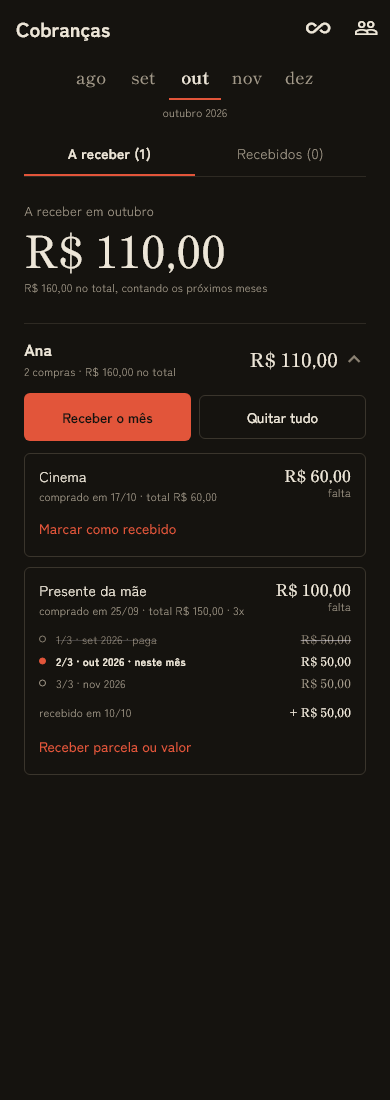 Cobranças
ago set out nov dez
outubro 2026
A receber (1) Recebidos (0)
A receber em outubro
R$ 110,00
R$ 160,00 no total, contando os próximos meses
Ana
2 compras · R$ 160,00 no total
R$ 110,00
Receber o mês Quitar tudo
Cinema R$ 60,00
comprado em 17/10 · total R$ 60,00 falta
Marcar como recebido
Presente da mãe R$ 100,00
comprado em 25/09 · total R$ 150,00 · 3x falta
1/3 · set 2026 · paga R$ 50,00
2/3 · out 2026 · neste mês R$ 50,00
3/3 · nov 2026 R$ 50,00
recebido em 10/10 + R$ 50,00
Receber parcela ou valor